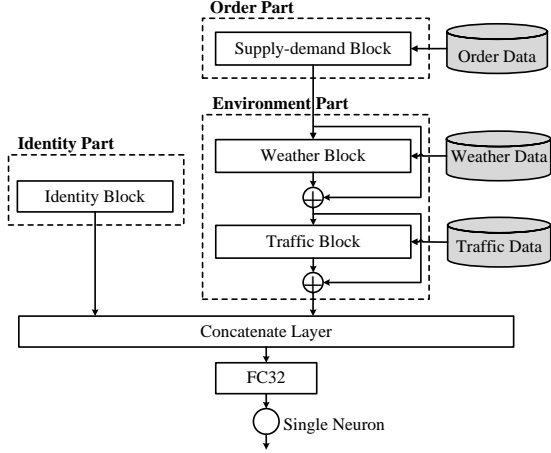 Order Part
Supply-demand Block
Order Data
Environment Part
Identity Part
Weather Block
Weather Data
Identity Block
Traffic Block
Traffic Data
Concatenate Layer
FC32
Single Neuron